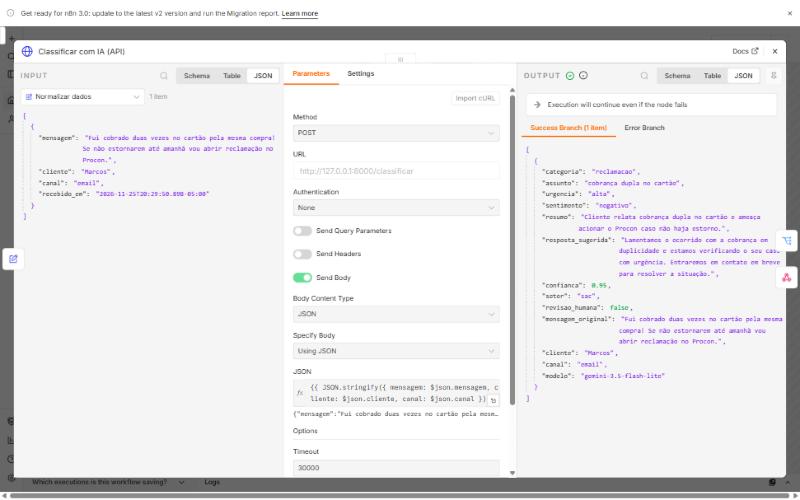 Get ready for n8n 3.0: update to the latest v2 version and run the Migration report. Learn more
Classificar com IA (API)
Docs
INPUT
Schema
Table
JSON
Normalizar dados
1 item
[
{
"mensagem": "Fui cobrado duas vezes no cartão pela mesma compra!
Se não estornarem até amanhã vou abrir reclamação no
Procon.",
"cliente": "Marcos",
"canal": "email",
"recebido_em": "2026-11-25T20:29:50.898-05:00"
}
]
Parameters
Settings
Import cURL
Method
POST
URL
http://127.0.0.1:8000/classificar
Authentication
None
Send Query Parameters
Send Headers
Send Body
Body Content Type
JSON
Specify Body
Using JSON
JSON
fx
{{ JSON.stringify({ mensagem: $json.mensagem, c
liente: $json.cliente, canal: $json.canal })
{"mensagem":"Fui cobrado duas vezes no cartão pela mesm…
Options
Timeout
30000
OUTPUT
Schema
Table
JSON
Execution will continue even if the node fails
Success Branch (1 item)
Error Branch
[
{
"categoria": "reclamacao",
"assunto": "cobrança dupla no cartão",
"urgencia": "alta",
"sentimento": "negativo",
"resumo": "Cliente relata cobrança dupla no cartão e ameaça
acionar o Procon caso não haja estorno.",
"resposta_sugerida": "Lamentamos o ocorrido com a cobrança em
duplicidade e estamos verificando o seu caso
com urgência. Entraremos em contato em breve
para resolver a situação.",
"confianca": 0.95,
"setor": "sac",
"revisao_humana": false,
"mensagem_original": "Fui cobrado duas vezes no cartão pela mesma
compra! Se não estornarem até amanhã vou
abrir reclamação no Procon.",
"cliente": "Marcos",
"canal": "email",
"modelo": "gemini-3.5-flash-lite"
}
]
Which executions is this workflow saving?
Logs